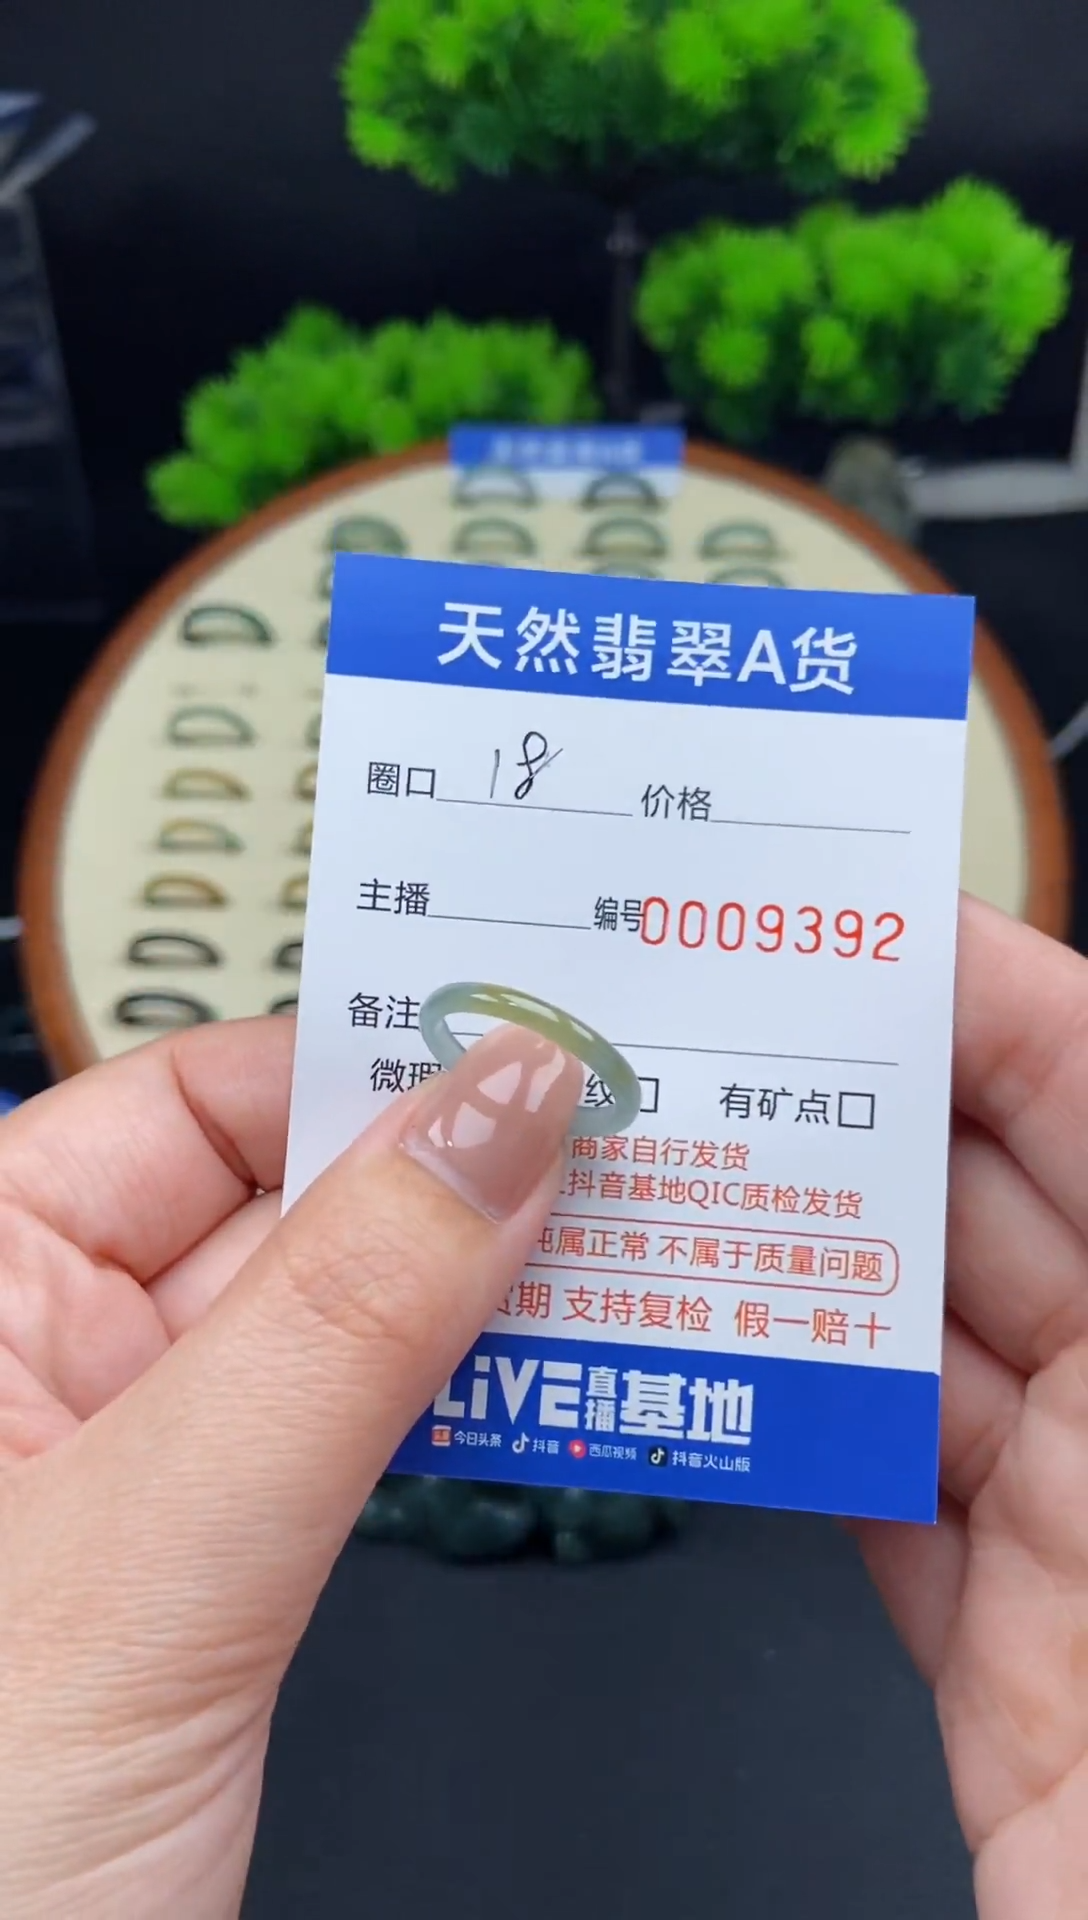 天然翡翠A货
圈口 18 价格
主播 编号0009392
备注
微 纹□ 有矿点□
商家自行发货
抖音基地QIC质检发货
属正常 不属于质量问题
期 支持复检 假一赔十
LiVE直播基地
今日头条 抖音 西瓜视频 抖音火山版